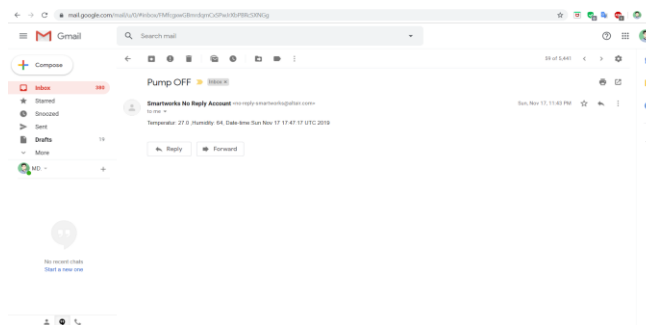 mail.google.com/mail/u/0/#inbox/
Gmail
Search mail
Compose
39 of 5,441
Inbox 380
Starred
Snoozed
Sent
Drafts 19
More
MD
Pump OFF Inbox x
Smartworks No Reply Account
Sun, Nov 17, 11:43 PM
to me
Temperatur: 27.0 ,Humidity: 64, Date-time:Sun Nov 17 17:47:17 UTC 2019
Reply Forward
No recent chats
Start a new one